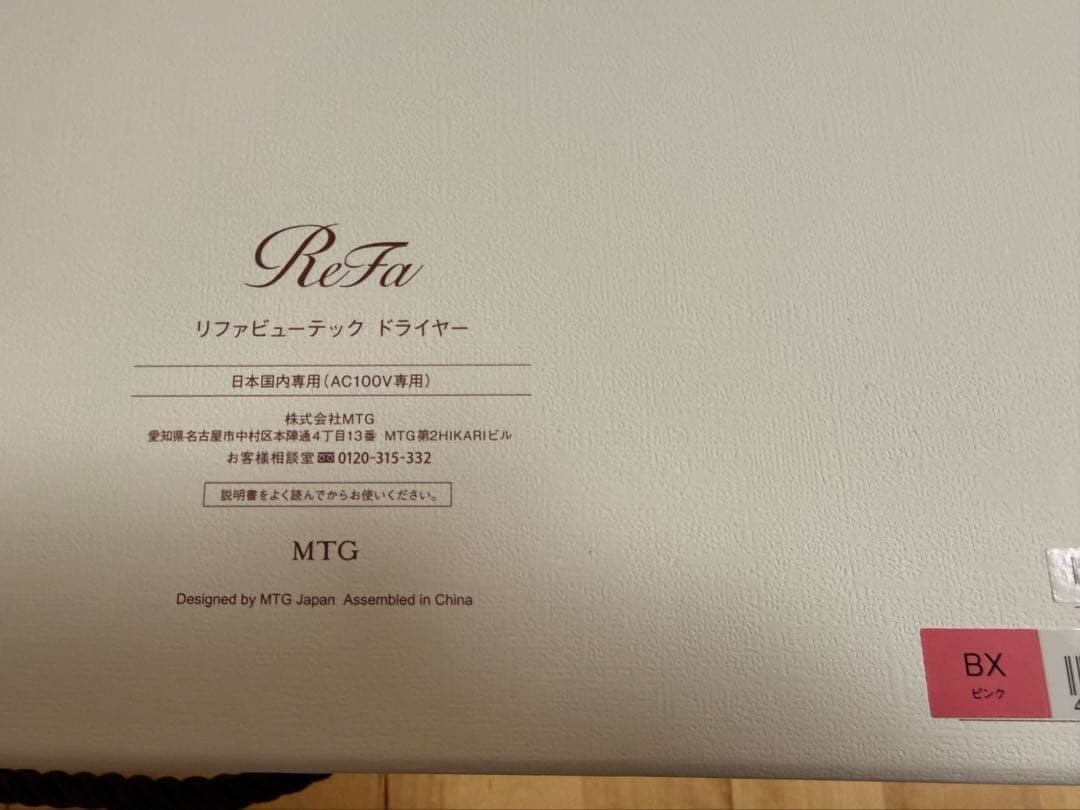 ReFa
リファビューテック ドライヤー
日本国内専用(AC100V専用)
株式会社MTG
愛知県名古屋市中村区本陣通4丁目13番 MTG第2HIKARIビル
お客様相談室 0120-315-332
説明書をよく読んでからお使いください。
MTG
Designed by MTG Japan Assembled in China
BX
ピンク